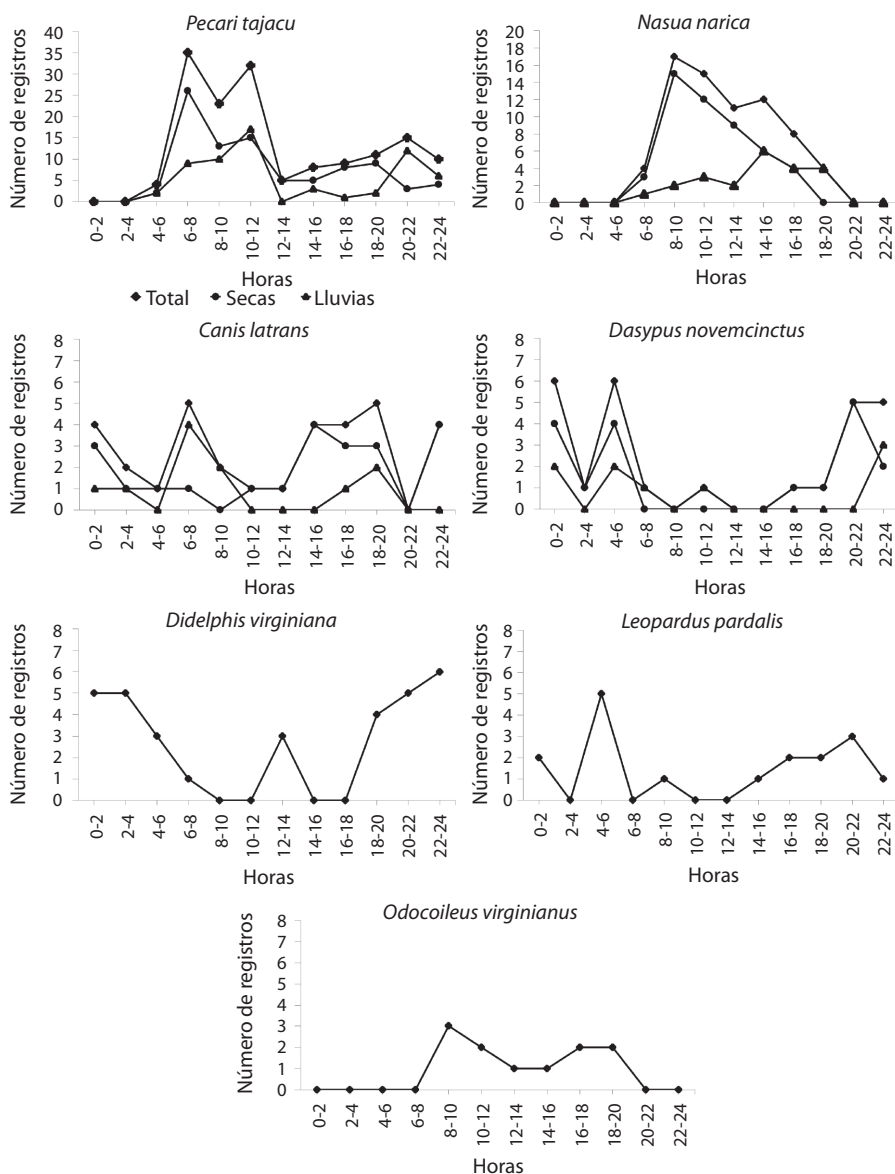 Pecari tajacu
Número de registros
40
35
30
25
20
15
10
5
0
0-2 2-4 4-6 6-8 8-10 10-12 12-14 14-16 16-18 18-20 20-22 22-24
Horas
Total Secas Lluvias
Nasua narica
Número de registros
20
18
16
14
12
10
8
6
4
2
0
0-2 2-4 4-6 6-8 8-10 10-12 12-14 14-16 16-18 18-20 20-22 22-24
Horas
Canis latrans
Número de registros
8
7
6
5
4
3
2
1
0
0-2 2-4 4-6 6-8 8-10 10-12 12-14 14-16 16-18 18-20 20-22 22-24
Horas
Dasypus novemcinctus
Número de registros
8
7
6
5
4
3
2
1
0
0-2 2-4 4-6 6-8 8-10 10-12 12-14 14-16 16-18 18-20 20-22 22-24
Horas
Didelphis virginiana
Número de registros
8
7
6
5
4
3
2
1
0
0-2 2-4 4-6 6-8 8-10 10-12 12-14 14-16 16-18 18-20 20-22 22-24
Horas
Leopardus pardalis
Número de registros
8
7
6
5
4
3
2
1
0
0-2 2-4 4-6 6-8 8-10 10-12 12-14 14-16 16-18 18-20 20-22 22-24
Horas
Odocoileus virginianus
Número de registros
8
7
6
5
4
3
2
1
0
0-2 2-4 4-6 6-8 8-10 10-12 12-14 14-16 16-18 18-20 20-22 22-24
Horas